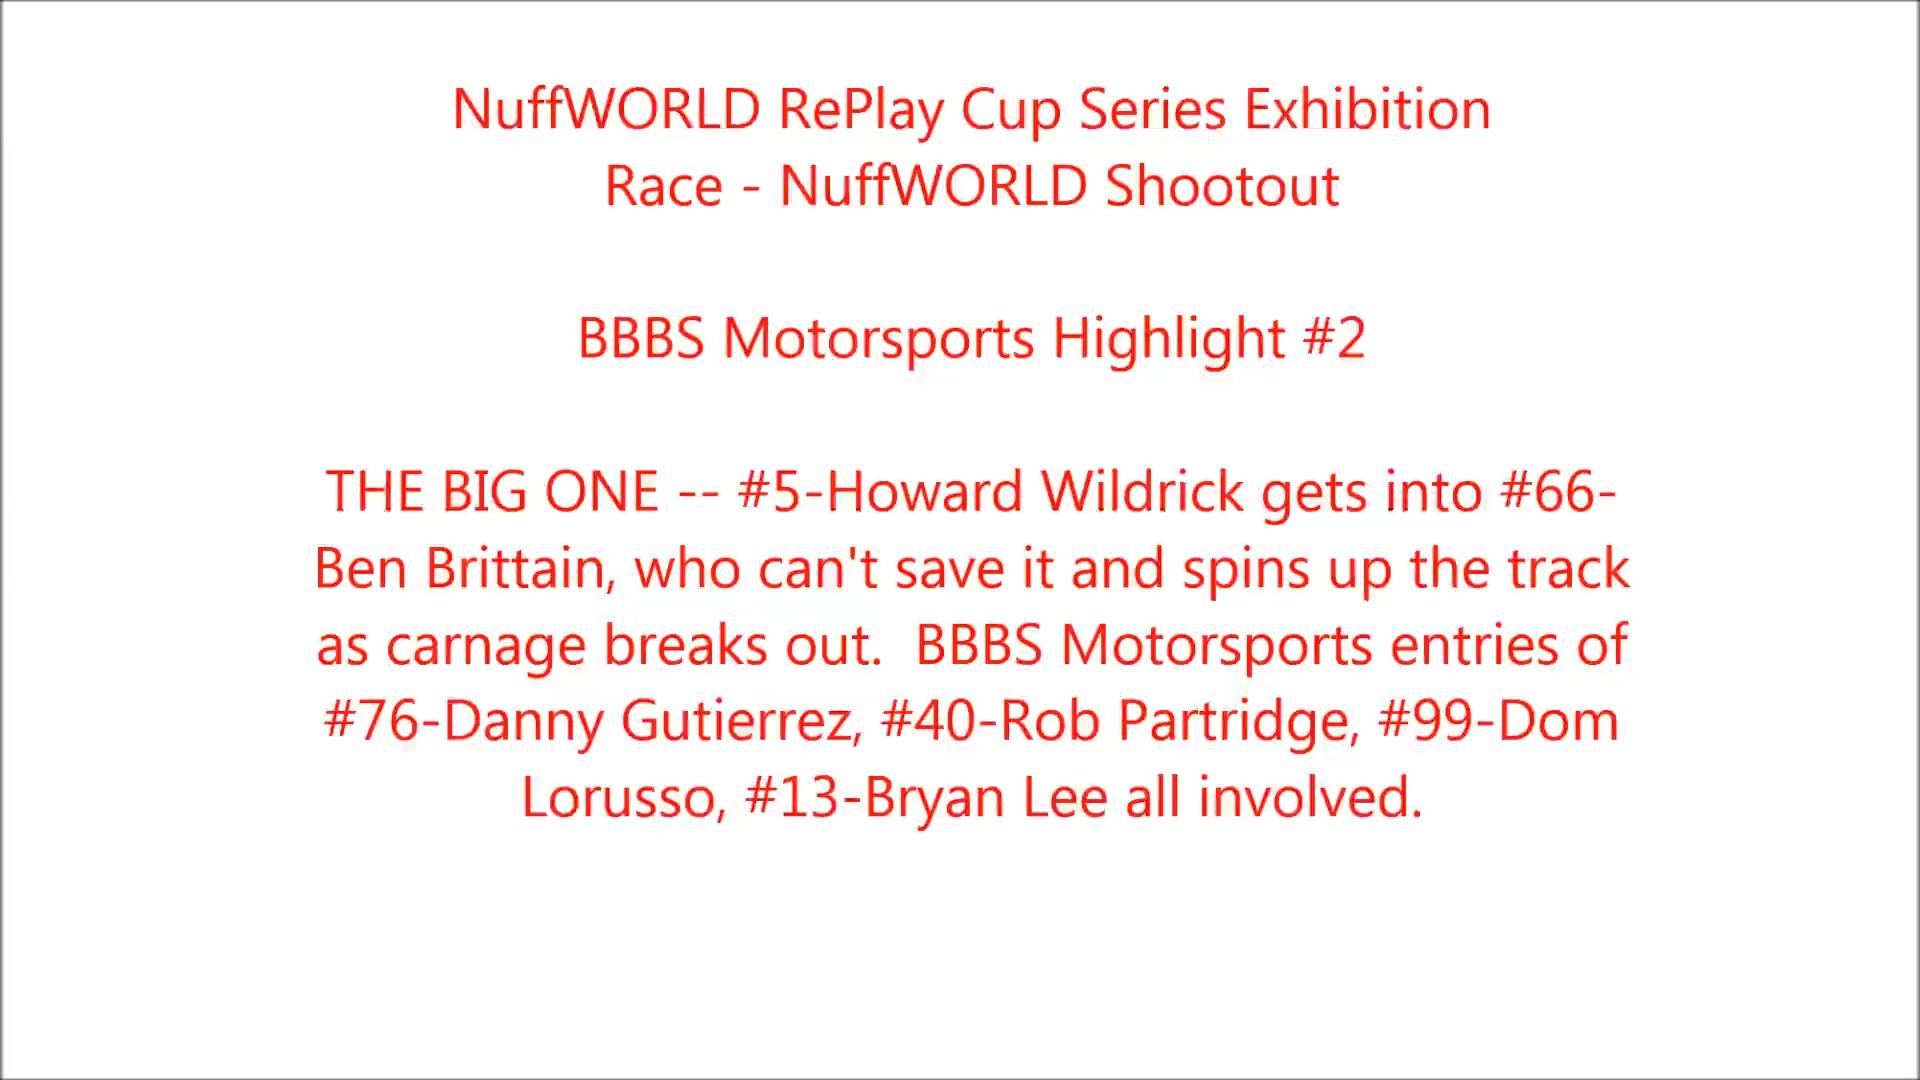 NuffWORLD RePlay Cup Series Exhibition
Race - NuffWORLD Shootout
BBBS Motorsports Highlight #2
THE BIG ONE -- #5-Howard Wildrick gets into #66-
Ben Brittain, who can't save it and spins up the track
as carnage breaks out.  BBBS Motorsports entries of
#76-Danny Gutierrez, #40-Rob Partridge, #99-Dom
Lorusso, #13-Bryan Lee all involved.